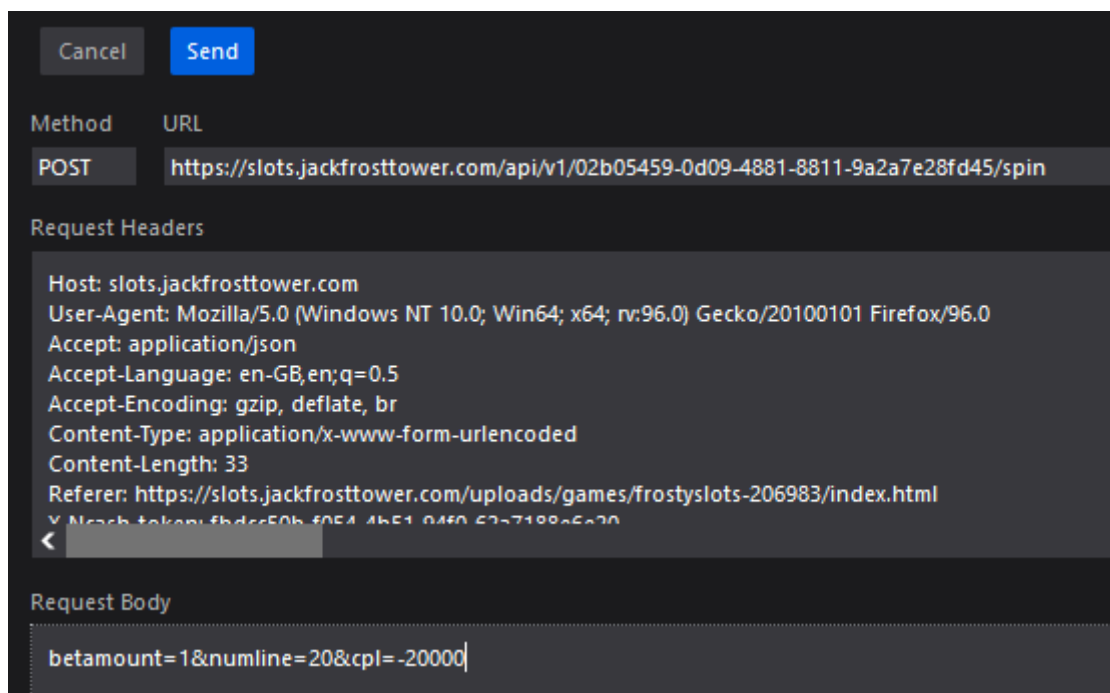 Cancel Send
Method URL
POST https://slots.jackfrosttower.com/api/v1/02b05459-0d09-4881-8811-9a2a7e28fd45/spin
Request Headers
Host: slots.jackfrosttower.com
User-Agent: Mozilla/5.0 (Windows NT 10.0; Win64; x64; rv:96.0) Gecko/20100101 Firefox/96.0
Accept: application/json
Accept-Language: en-GB,en;q=0.5
Accept-Encoding: gzip, deflate, br
Content-Type: application/x-www-form-urlencoded
Content-Length: 33
Referer: https://slots.jackfrosttower.com/uploads/games/frostyslots-206983/index.html
X-Ncash-token:
Request Body
betamount=1&numline=20&cpl=-20000